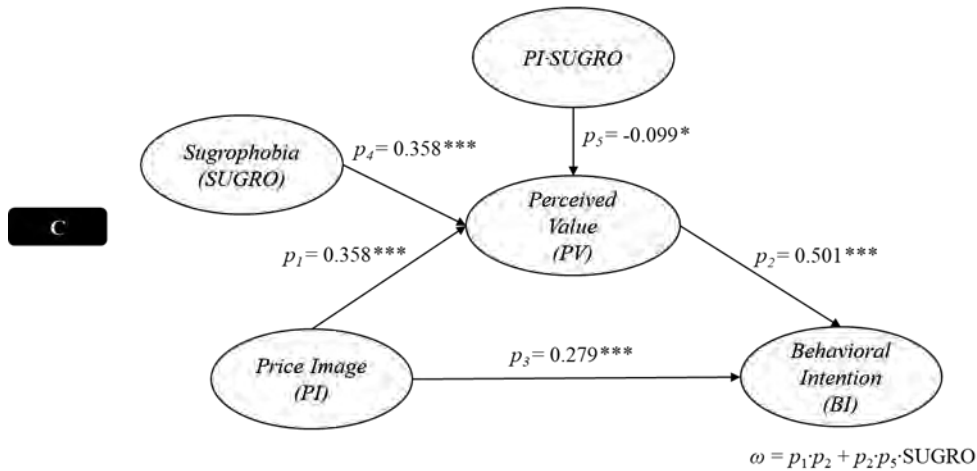 PI·SUGRO
p5= -0.099*
Sugrophobia
(SUGRO)
p4= 0.358***
Perceived
Value
(PV)
C
p1= 0.358***
p2= 0.501***
Price Image
(PI)
p3= 0.279***
Behavioral
Intention
(BI)
ω = p1·p2 + p2·p5·SUGRO